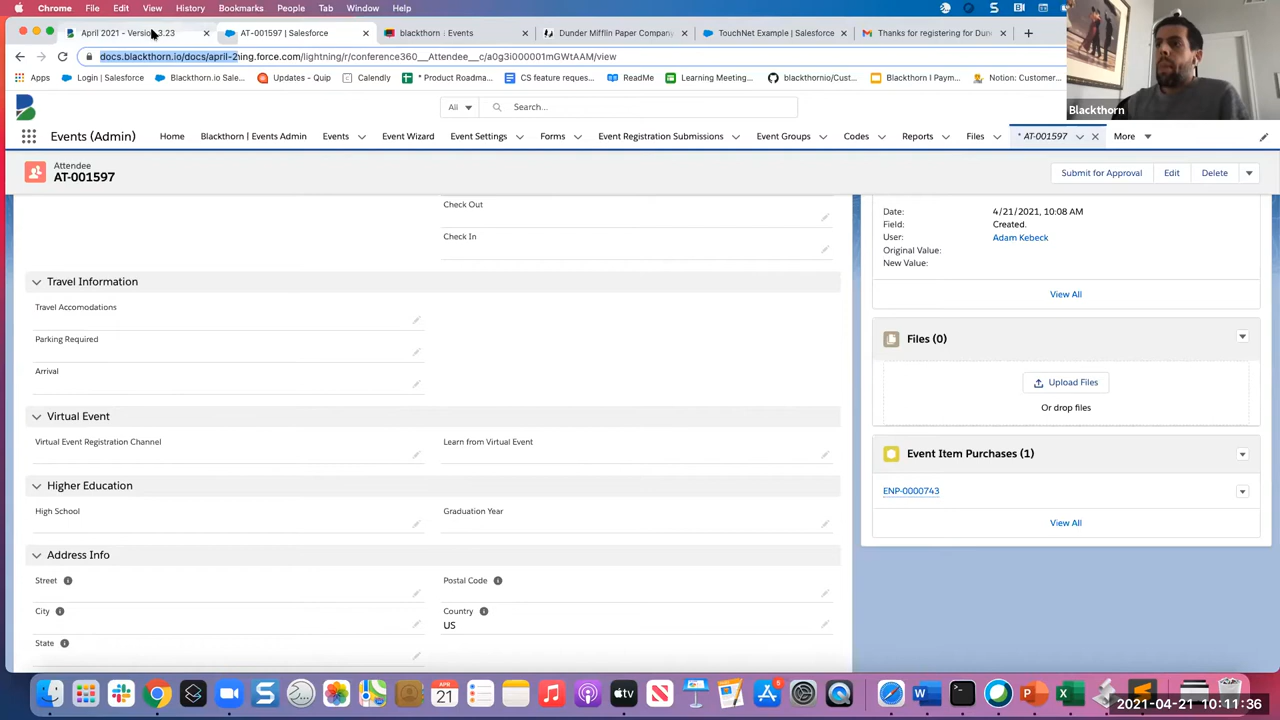 Chrome File Edit View History Bookmarks People Tab Window Help
April 2021 - Version 3.23 AT-001597 | Salesforce blackthorn | Events Dunder Mifflin Paper Company TouchNet Example | Salesforce Thanks for registering for Dun
docs.blackthorn.io/docs/april-2ning.force.com/lightning/r/conference360__Attendee__c/a0g3i000001mGWtAAM/view
Apps Login | Salesforce Blackthorn.io Sale... Updates - Quip Calendly * Product Roadma... CS feature reques... ReadMe Learning Meeting... blackthornio/Cust... Blackthorn | Paym... Notion: Customer...
Blackthorn
All Search...
Events (Admin) Home Blackthorn | Events Admin Events Event Wizard Event Settings Forms Event Registration Submissions Event Groups Codes Reports Files * AT-001597 More
Attendee
AT-001597
Submit for Approval Edit Delete
Check Out
Check In
Travel Information
Travel Accomodations
Parking Required
Arrival
Virtual Event
Virtual Event Registration Channel Learn from Virtual Event
Higher Education
High School Graduation Year
Address Info
Street Postal Code
City Country
US
State
Date: 4/21/2021, 10:08 AM
Field: Created.
User: Adam Kebeck
Original Value:
New Value:
View All
Files (0)
Upload Files
Or drop files
Event Item Purchases (1)
ENP-0000743
View All
21
2021-04-21 10:11:36